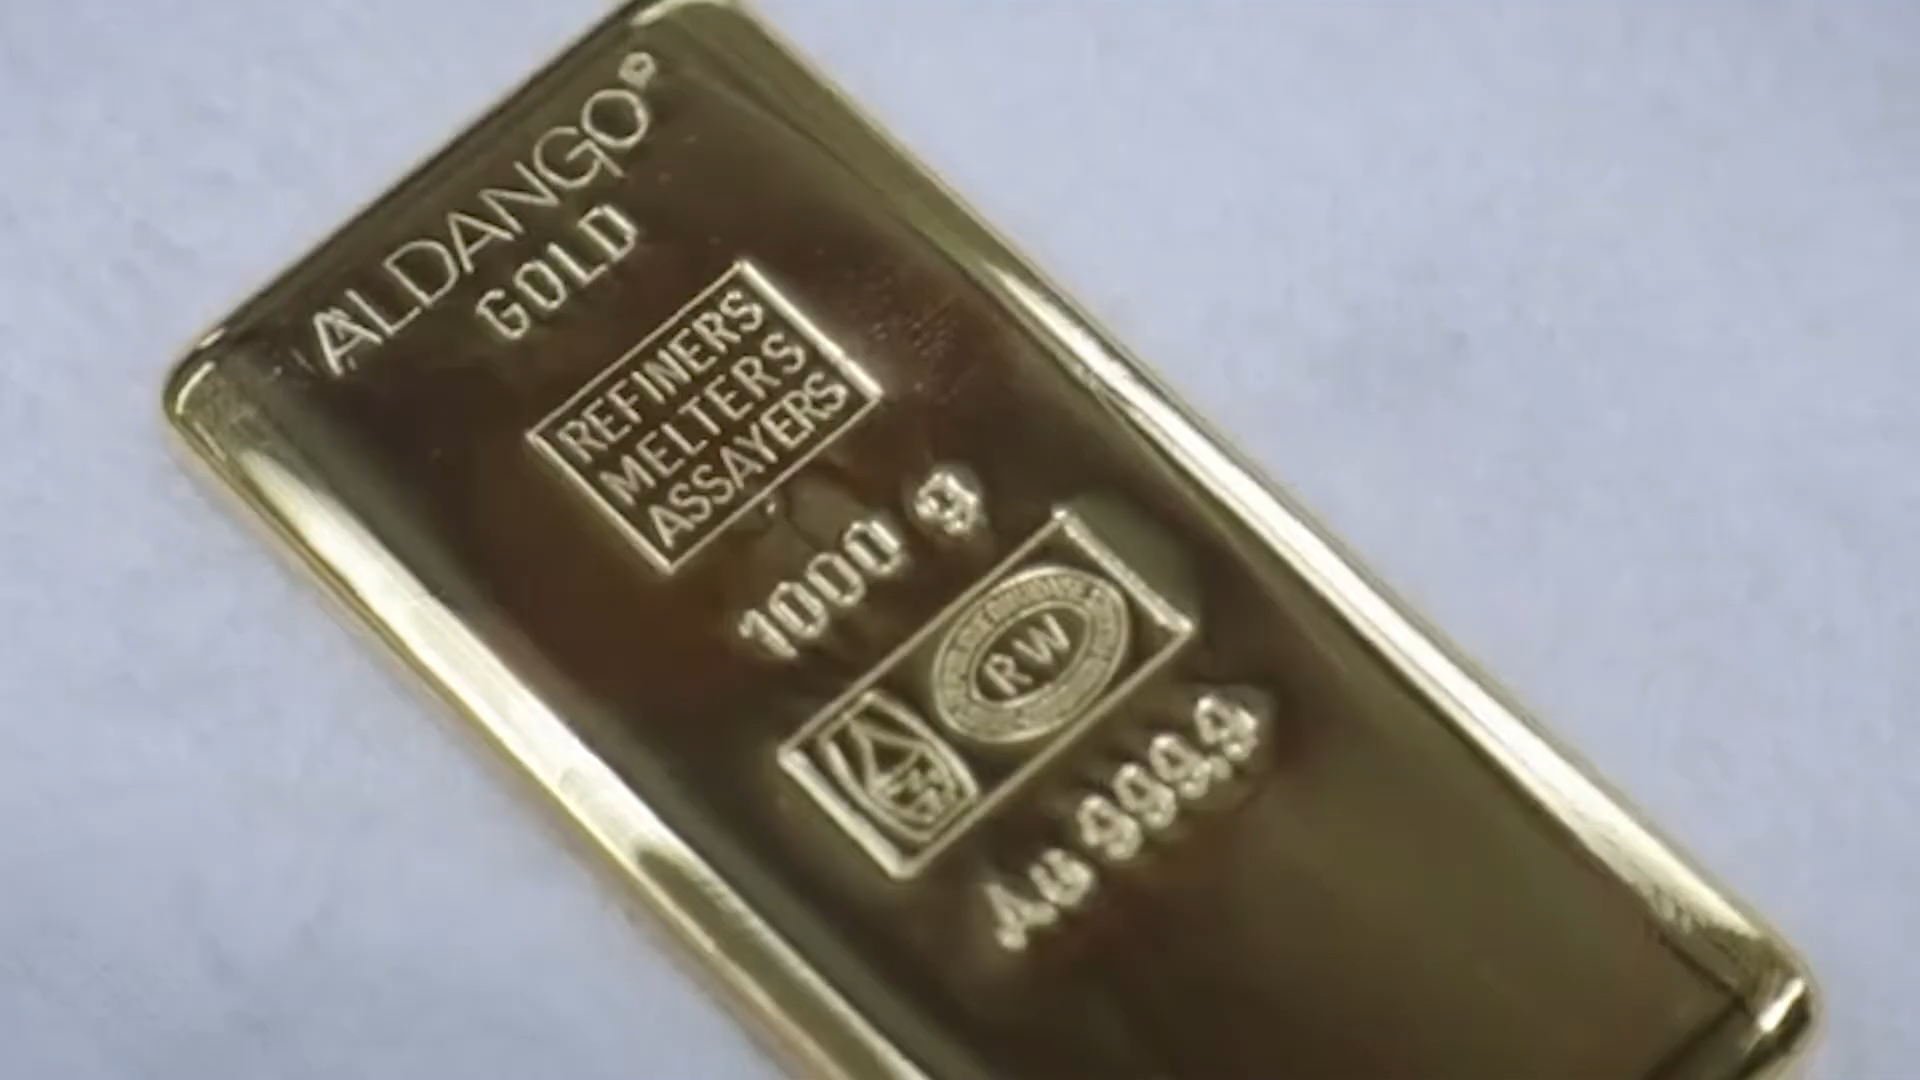 ALDANGO®
GOLD
REFINERS
MELTERS
ASSAYERS
1000 g
RW
Au 999.9